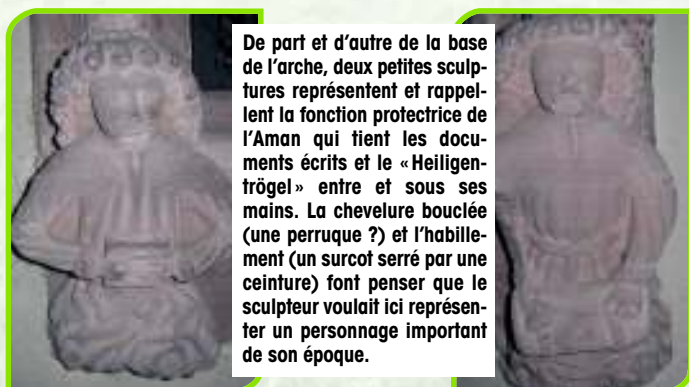 De part et d'autre de la base
de l'arche, deux petites sculp-
tures représentent et rappel-
lent la fonction protectrice de
l'Aman qui tient les docu-
ments écrits et le «Heiligen-
trögel» entre et sous ses
mains. La chevelure bouclée
(une perruque ?) et l'habille-
ment (un surcot serré par une
ceinture) font penser que le
sculpteur voulait ici représen-
ter un personnage important
de son époque.